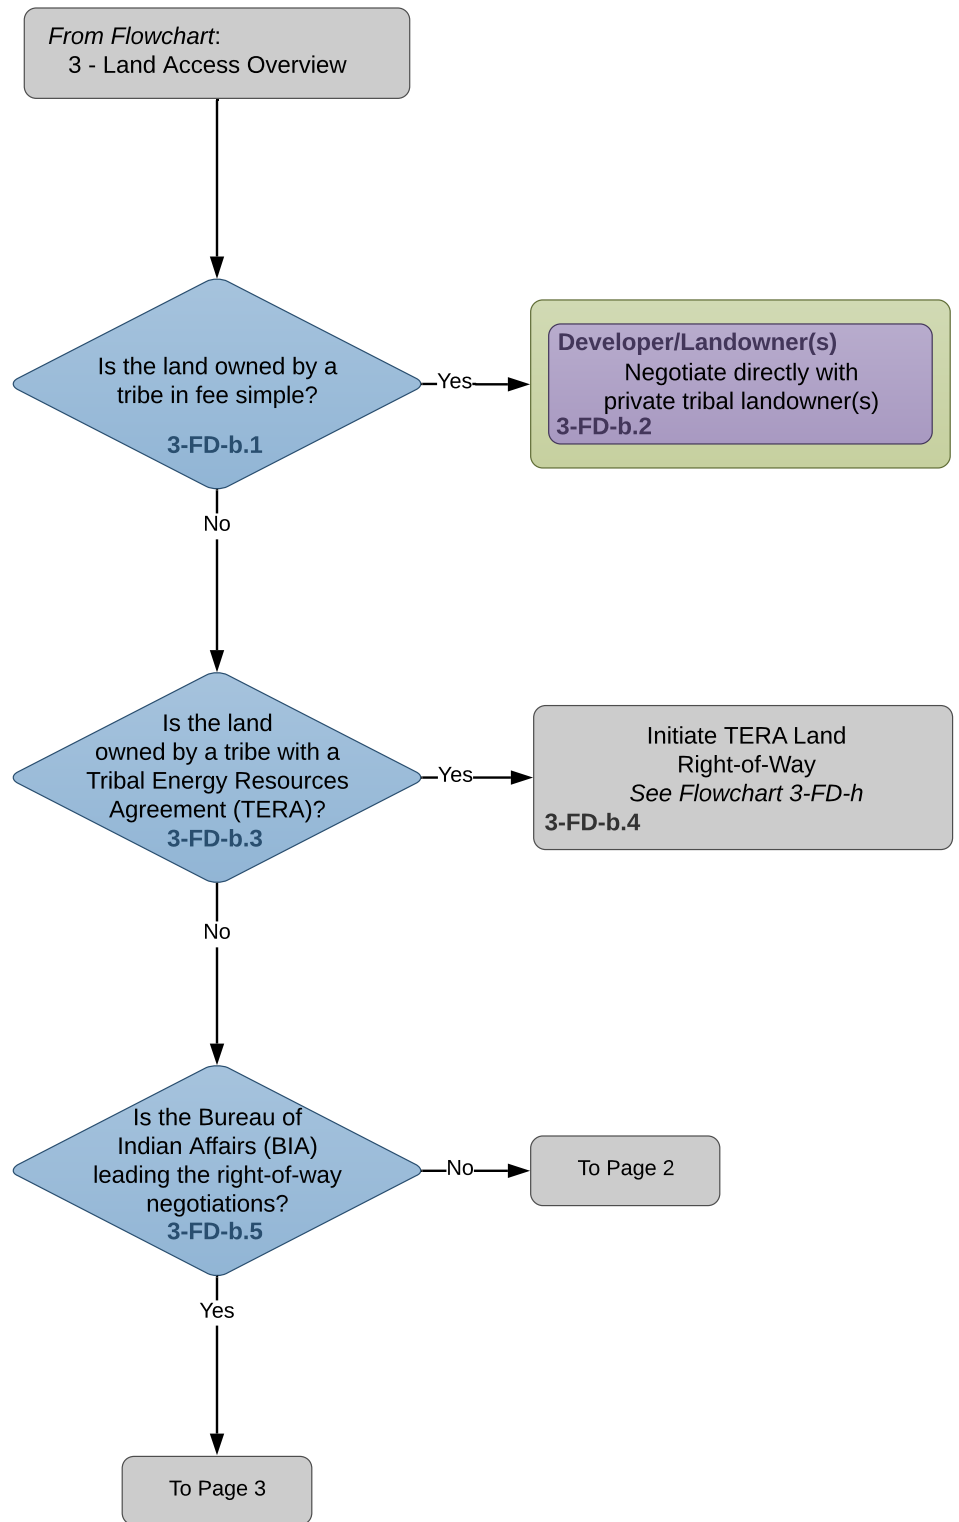 From Flowchart:
3 - Land Access Overview
Is the land owned by a
tribe in fee simple?
3-FD-b.1
Yes
Developer/Landowner(s)
Negotiate directly with
private tribal landowner(s)
3-FD-b.2
No
Is the land
owned by a tribe with a
Tribal Energy Resources
Agreement (TERA)?
3-FD-b.3
Yes
Initiate TERA Land
Right-of-Way
See Flowchart 3-FD-h
3-FD-b.4
No
Is the Bureau of
Indian Affairs (BIA)
leading the right-of-way
negotiations?
3-FD-b.5
No
To Page 2
Yes
To Page 3